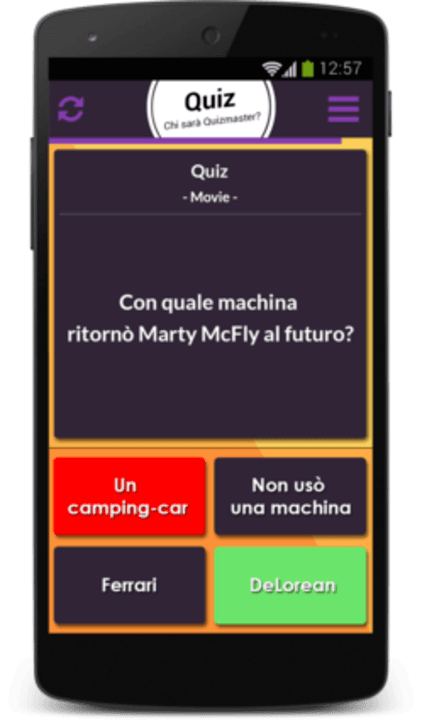 12:57
Quiz
Chi sarà Quizmaster?
Quiz
- Movie -
Con quale machina
ritornò Marty McFly al futuro?
Un
camping-car
Non usò
una machina
Ferrari
DeLorean